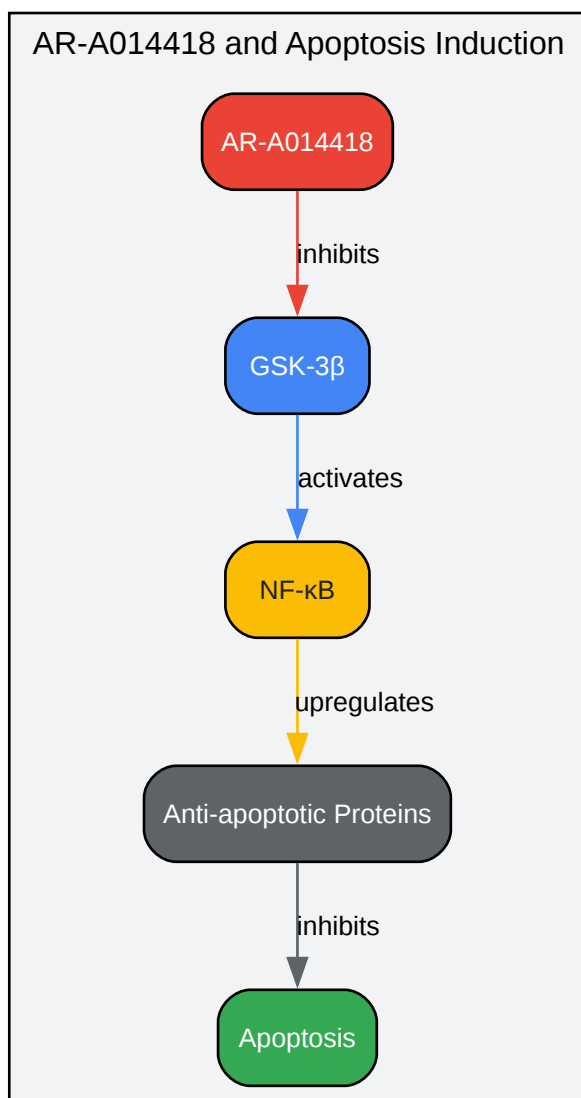 AR-A014418 and Apoptosis Induction
AR-A014418
inhibits
GSK-3β
activates
NF-κB
upregulates
Anti-apoptotic Proteins
inhibits
Apoptosis